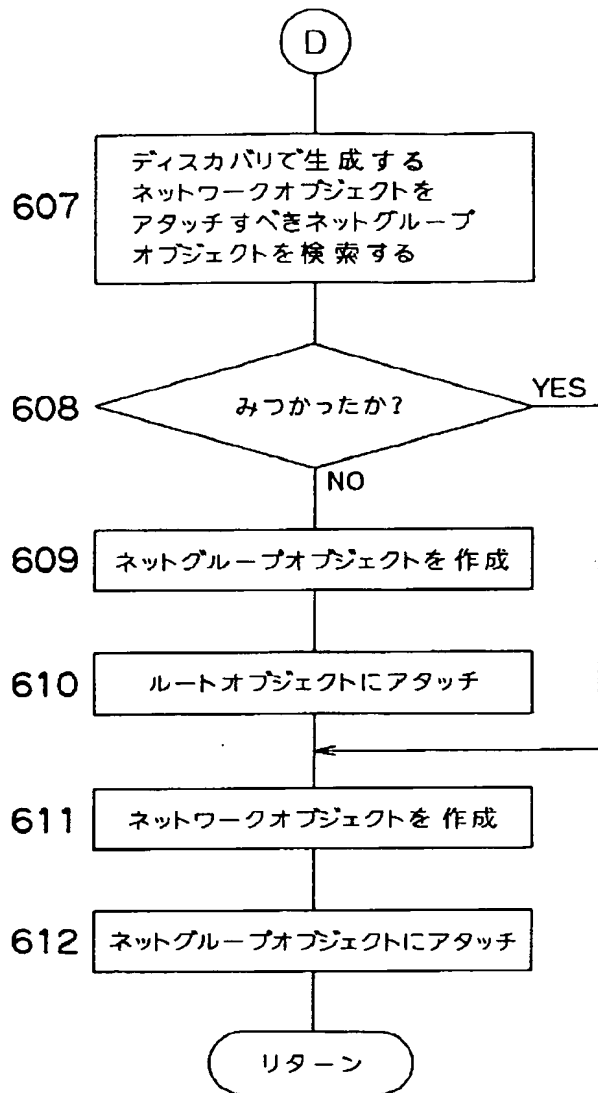 D
607
ディスカバリで生成する
ネットワークオブジェクトを
アタッチすべきネットグループ
オブジェクトを検索する
608
みつかったか?
YES
NO
609
ネットグループオブジェクトを作成
610
ルートオブジェクトにアタッチ
611
ネットワークオブジェクトを作成
612
ネットグループオブジェクトにアタッチ
リターン